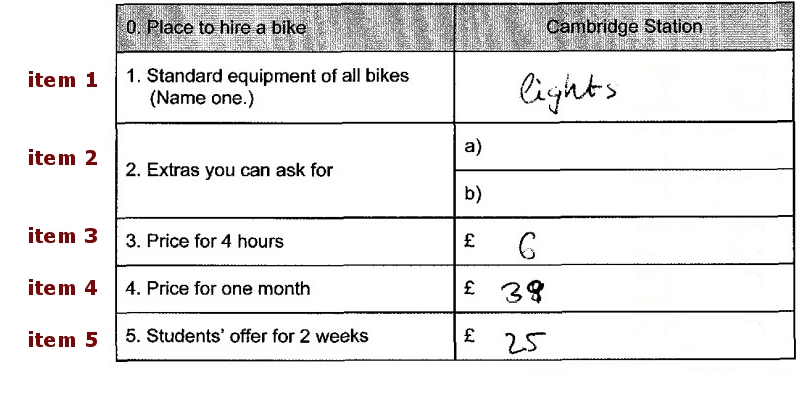 0. Place to hire a bike Cambridge Station
item 1 1. Standard equipment of all bikes
(Name one.) lights
item 2 2. Extras you can ask for
a)
b)
item 3 3. Price for 4 hours £ 6
item 4 4. Price for one month £ 38
item 5 5. Students' offer for 2 weeks £ 25